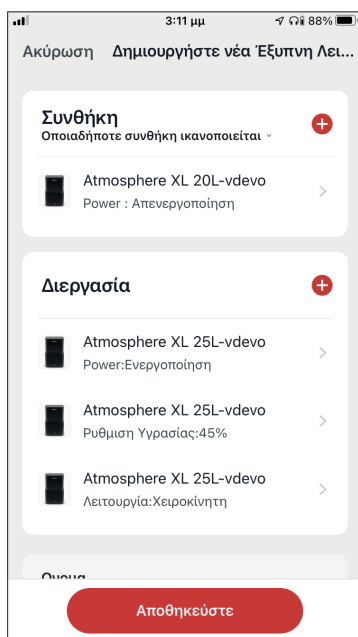 3:11 μμ
88%
Ακύρωση Δημιουργήστε νέα Έξυπνη Λει...
Συνθήκη
Οποιαδήποτε συνθήκη ικανοποιείται
Atmosphere XL 20L-vdevo
Power : Απενεργοποίηση
Διεργασία
Atmosphere XL 25L-vdevo
Power:Ενεργοποίηση
Atmosphere XL 25L-vdevo
Ρυθμιση Υγρασίας:45%
Atmosphere XL 25L-vdevo
Λειτουργία:Χειροκίνητη
Ονομα
Αποθηκεύστε